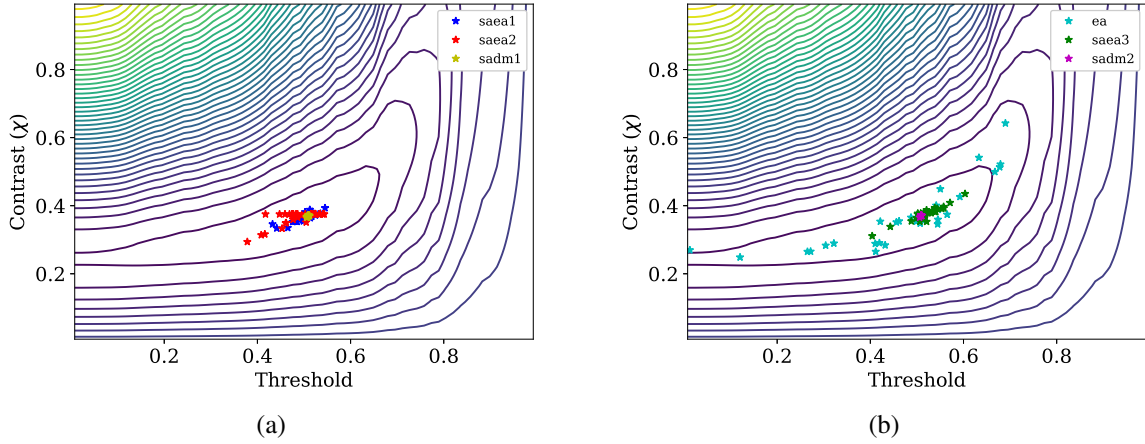 saea1
saea2
sadm1
0.8
0.6
0.4
0.2
Contrast (χ)
0.2 0.4 0.6 0.8
Threshold
(a)
ea
saea3
sadm2
0.8
0.6
0.4
0.2
Contrast (χ)
0.2 0.4 0.6 0.8
Threshold
(b)